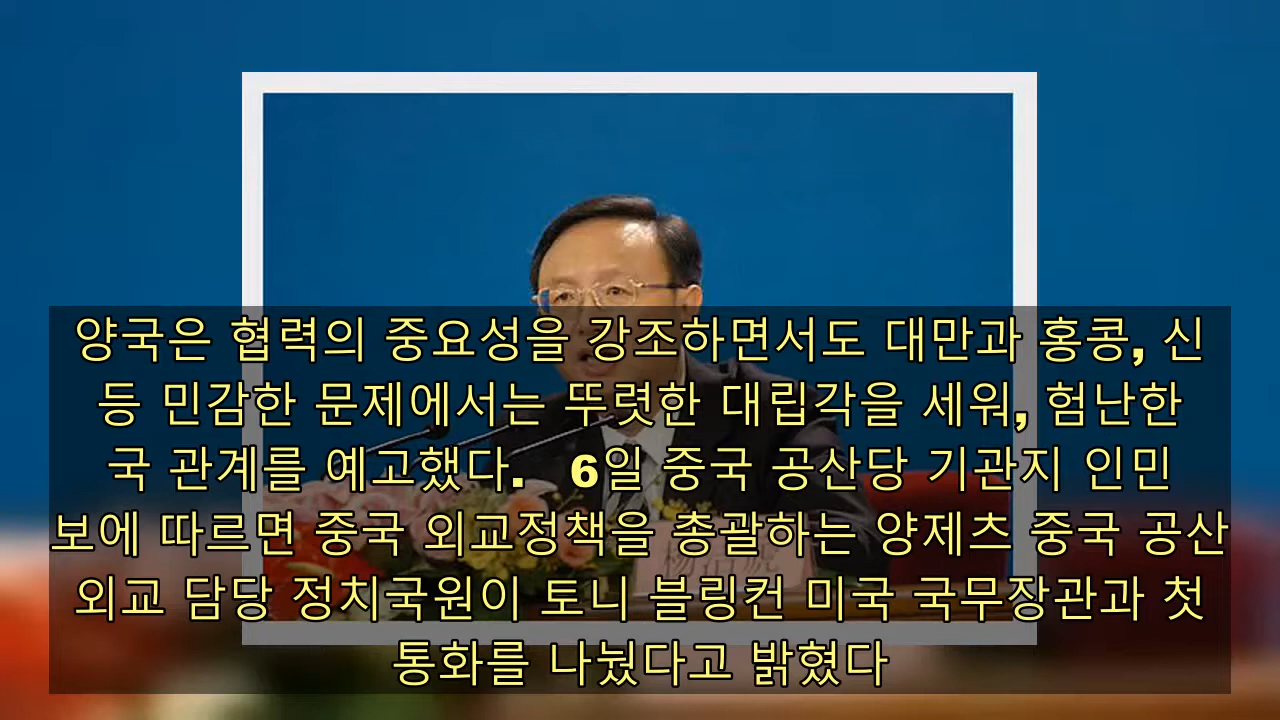 양국은 협력의 중요성을 강조하면서도 대만과 홍콩, 신
등 민감한 문제에서는 뚜렷한 대립각을 세워, 험난한
국 관계를 예고했다. 6일 중국 공산당 기관지 인민
보에 따르면 중국 외교정책을 총괄하는 양제츠 중국 공산
외교 담당 정치국원이 토니 블링컨 미국 국무장관과 첫
통화를 나눴다고 밝혔다